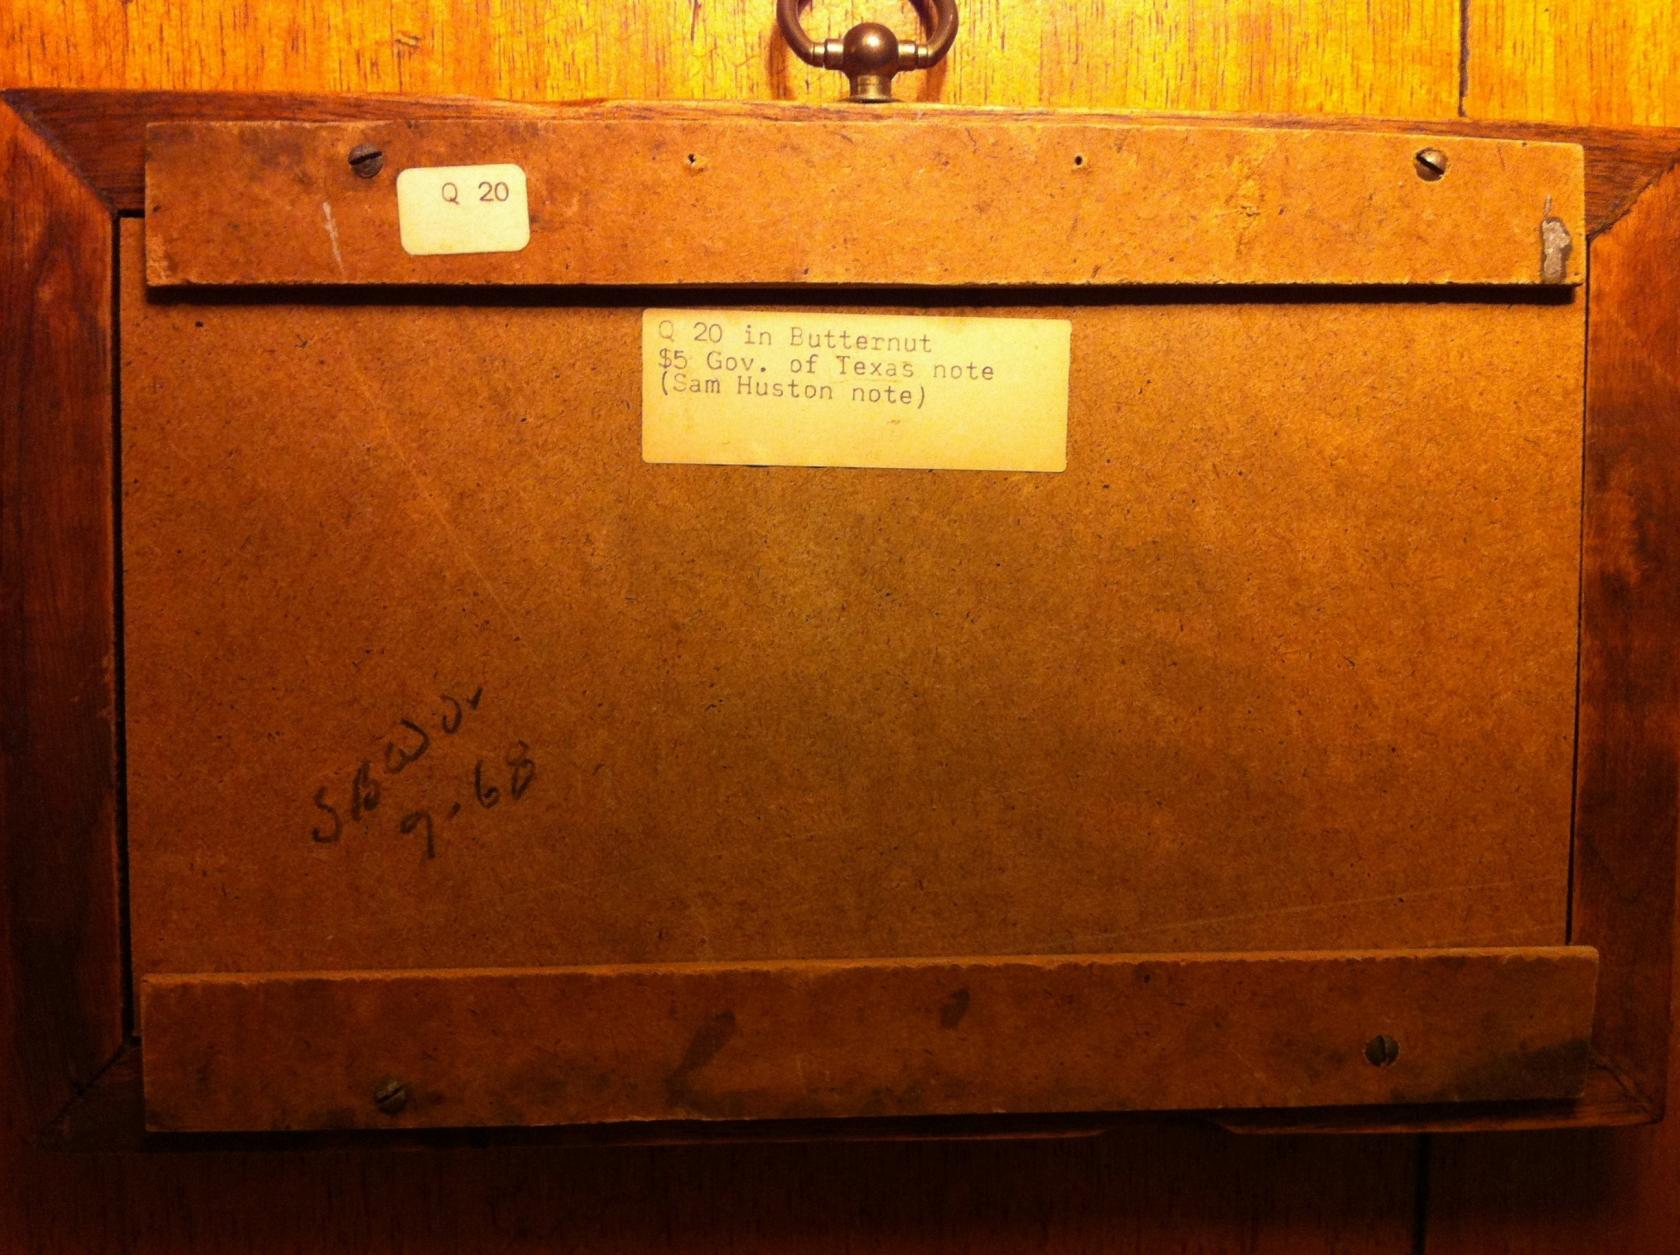 Q 20
Q 20 in Butternut
$5 Gov. of Texas note
(Sam Huston note)
9-68